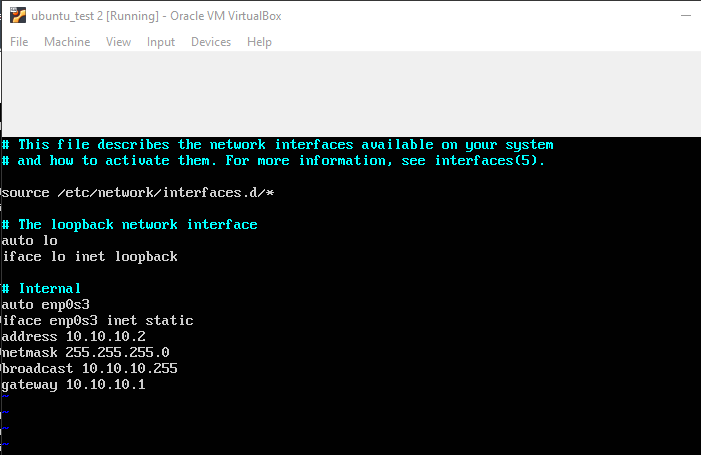 ubuntu_test 2 [Running] - Oracle VM VirtualBox
File Machine View Input Devices Help
# This file describes the network interfaces available on your system
# and how to activate them. For more information, see interfaces(5).
source /etc/network/interfaces.d/*
# The loopback network interface
auto lo
iface lo inet loopback
# Internal
auto enp0s3
iface enp0s3 inet static
address 10.10.10.2
netmask 255.255.255.0
broadcast 10.10.10.255
gateway 10.10.10.1
~
~
~
~